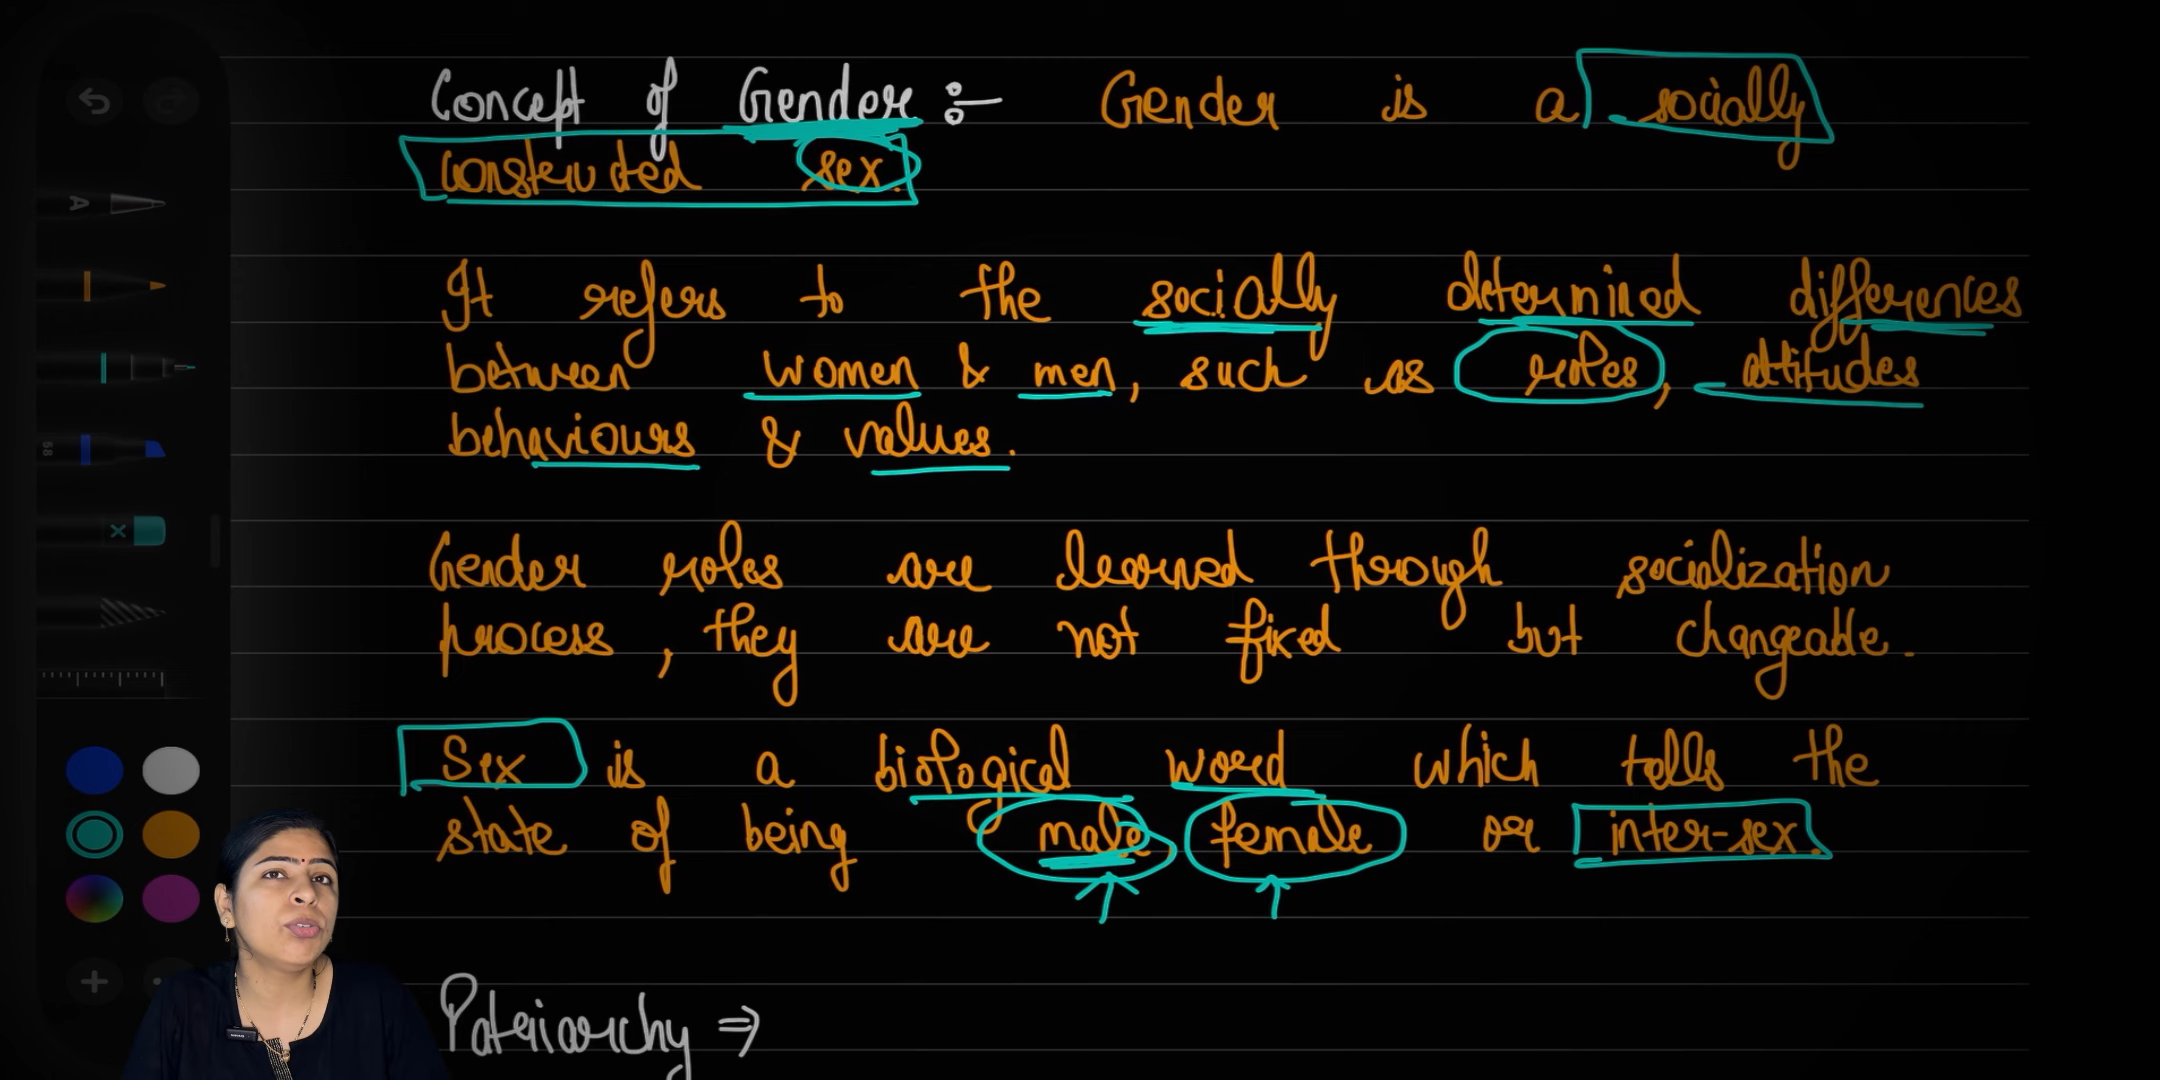 Concept of Gender :- Gender is a socially
constructed sex.
It refers to the socially determined differences
between women & men, such as roles, attitudes
behaviours & values.
Gender roles are learned through socialization
process, they are not fixed but changeable.
Sex is a biological word which tells the
state of being male, female or inter-sex.
Patriarchy ⇒